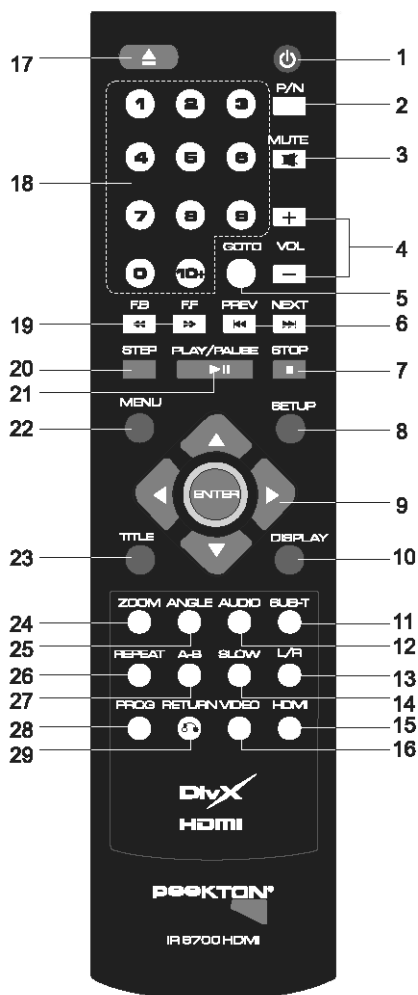 17 1
P/N
2
1 2 3
MUTE
3
4 5 6
18
7 8 9 + 4
GOTO VOL
0 10+ −
5
F.B F.F PREV NEXT
19 6
STEP PLAY/PAUSE STOP
20 7
21
MENU SETUP
22 8
ENTER 9
TITLE DISPLAY
23 10
ZOOM ANGLE AUDIO SUB-T
24 11
25 12
REPEAT A-B SLOW L/R
26 13
27 14
PROG RETURN VIDEO HDMI
28 15
29 16
DivX
HDMI
PEEKTON
IR 8700 HDMI